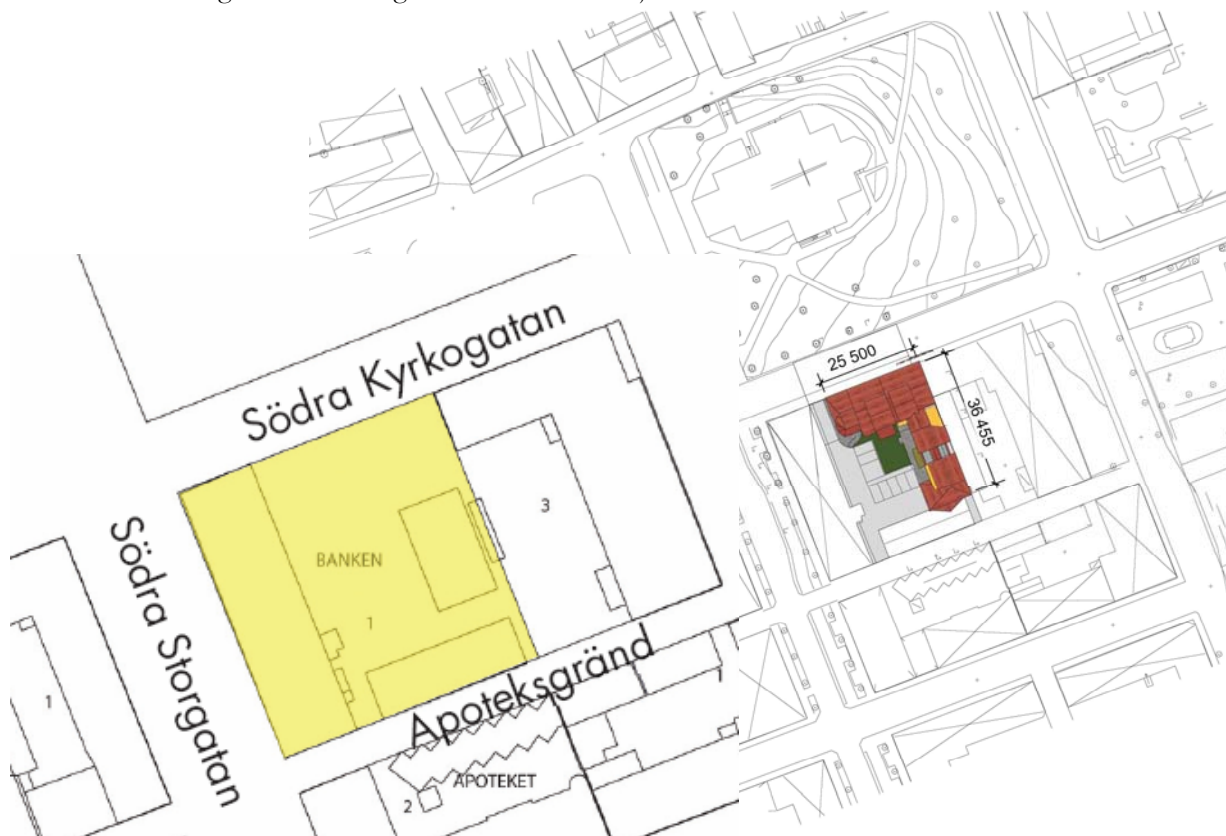 Södra Kyrkogatan
25 500
36 455
3
BANKEN
1
Södra Storgatan
1
Apoteksgränd
APOTEKET
2